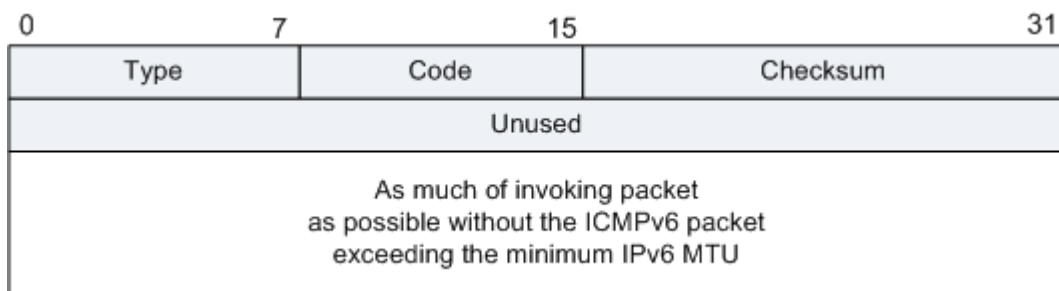 0 7 15 31
Type Code Checksum
Unused
As much of invoking packet
as possible without the ICMPv6 packet
exceeding the minimum IPv6 MTU